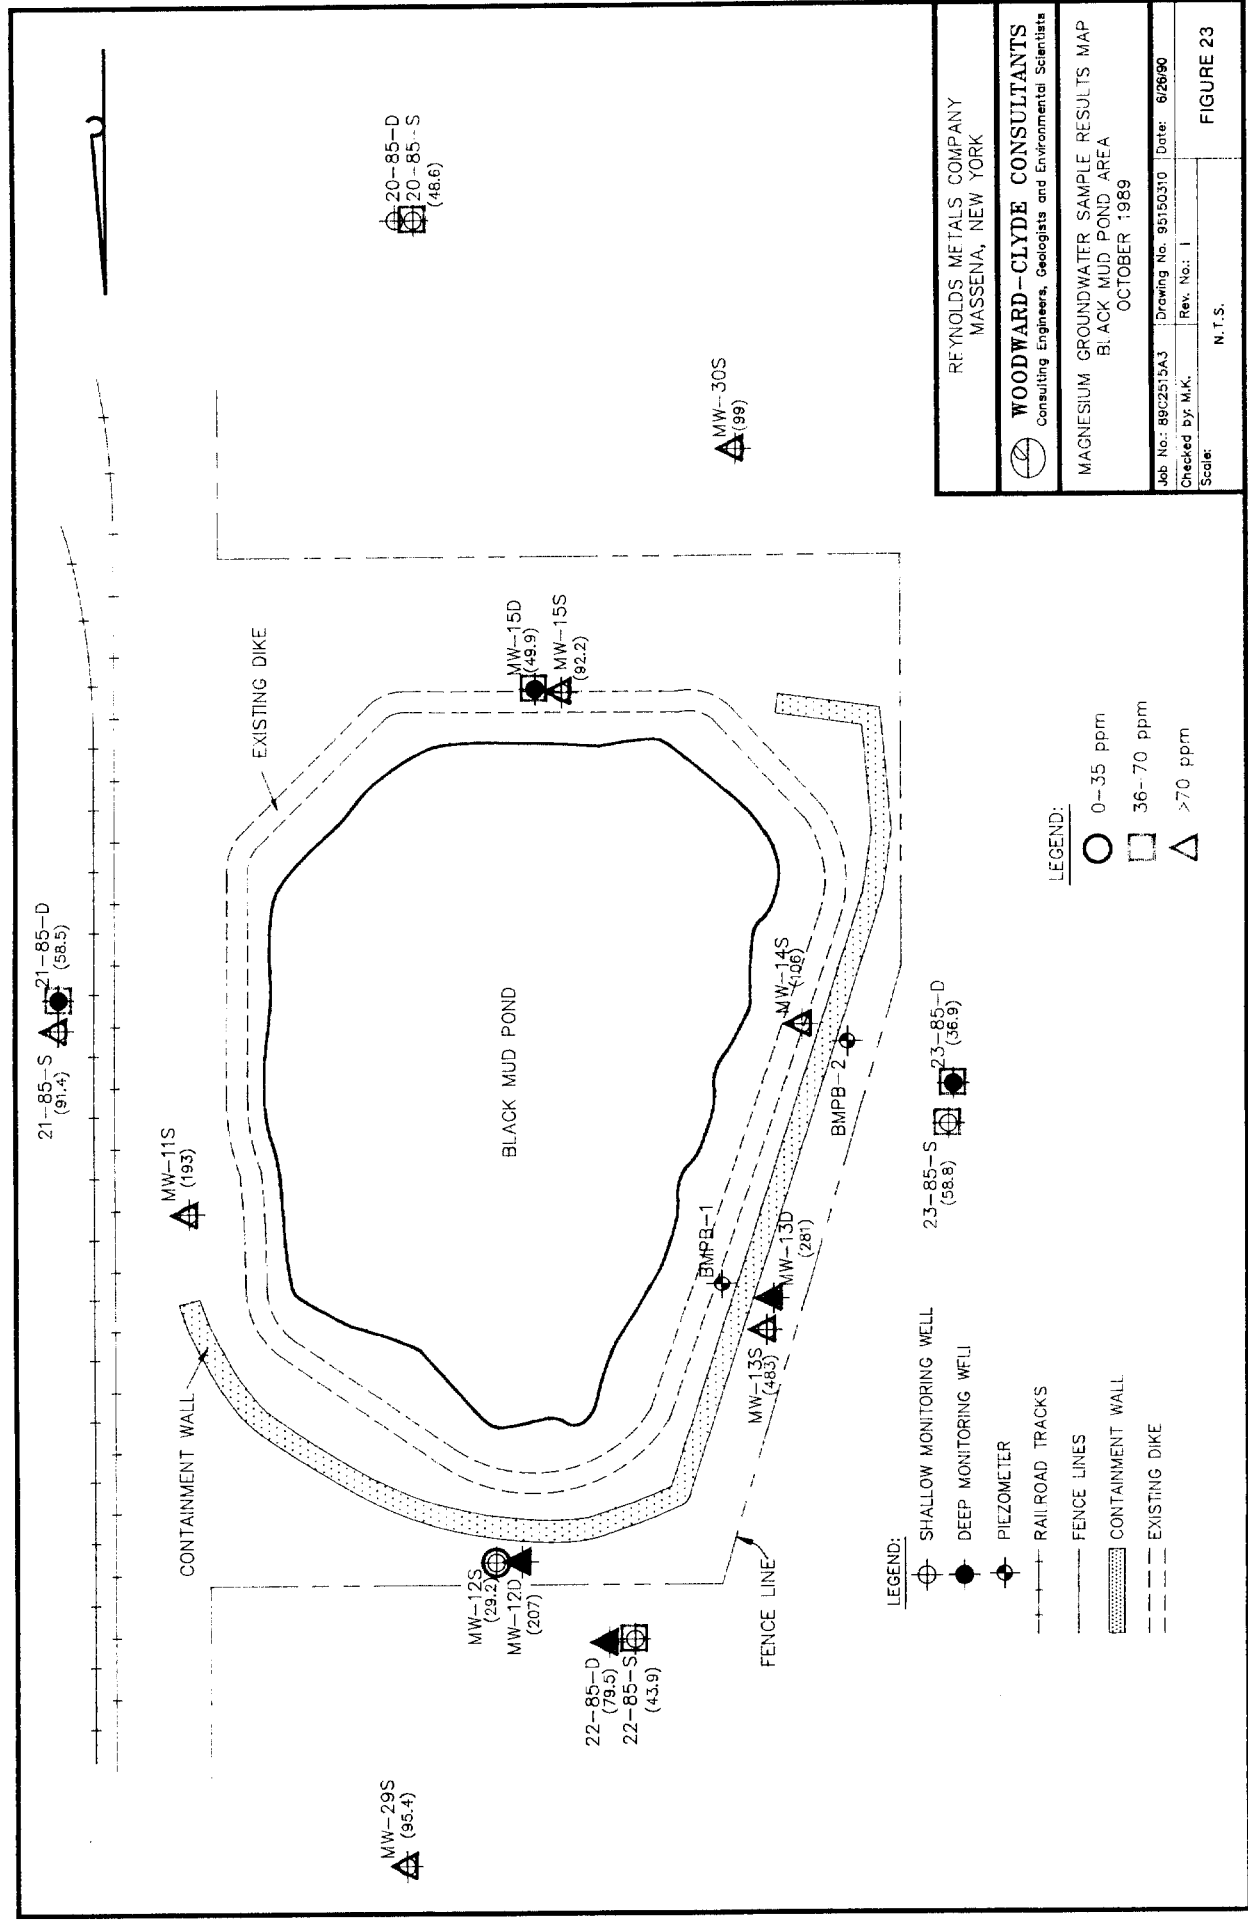 21-85-S
(91.4)
21-85-D
(58.5)
20-85-D
20-85-S
(48.6)
MW-11S
(193)
EXISTING DIKE
CONTAINMENT WALL
MW-30S
(99)
MW-15D
(49.9)
MW-15S
(92.2)
MW-29S
(95.4)
MW-12S
(29.2)
MW-12D
(207)
BLACK MUD POND
22-85-D
(79.5)
22-85-S
(43.9)
BMPB-1
MW-14S
(106)
MW-13S
(483)
MW-13D
(281)
BMPB-2
FENCE LINE
23-85-S
(58.8)
23-85-D
(36.9)
LEGEND:
SHALLOW MONITORING WELL
DEEP MONITORING WELL
PIEZOMETER
RAILROAD TRACKS
FENCE LINES
CONTAINMENT WALL
EXISTING DIKE
LEGEND:
0-35 ppm
36-70 ppm
>70 ppm
REYNOLDS METALS COMPANY
MASSENA, NEW YORK
WOODWARD-CLYDE CONSULTANTS
Consulting Engineers, Geologists and Environmental Scientists
MAGNESIUM GROUNDWATER SAMPLE RESULTS MAP
BLACK MUD POND AREA
OCTOBER 1989
Job No.: 89C2515A3 Drawing No. 95150310 Date: 6/26/90
Checked by: M.K. Rev. No.: 1
Scale: N.T.S.
FIGURE 23